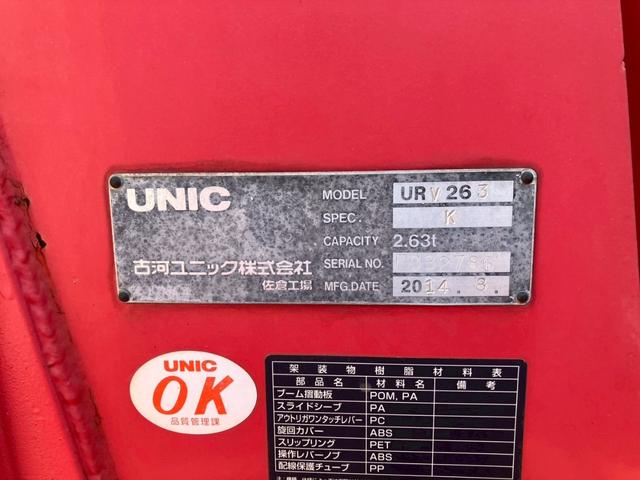 UNIC
MODEL URV263
SPEC. K
CAPACITY 2.63t
古河ユニック株式会社 SERIAL NO.
佐倉工場 MFG.DATE 2014.8.
UNIC
OK
品質管理課
架装物樹脂材料表
部品名 材料名 備考
ブーム摺動板 POM, PA
スライドシーブ PA
アウトリガワンタッチレバー PC
旋回カバー ABS
スリップリング PET
操作レバーノブ ABS
配線保護チューブ PP